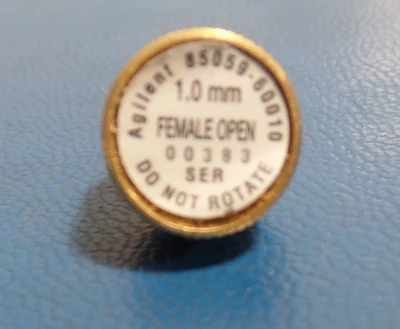 Agilent 85059-60010
1.0 mm
FEMALE OPEN
00383
SER
DO NOT ROTATE